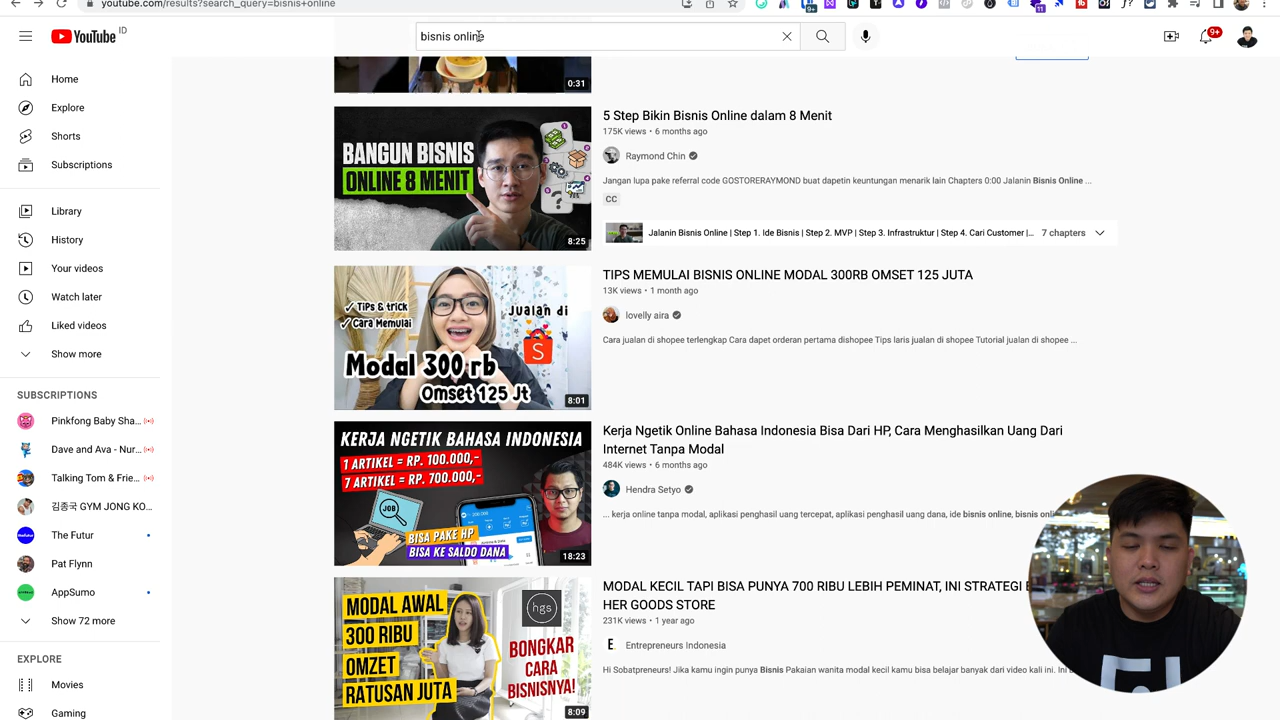 youtube.com/results?search_query=bisnis+online
YouTube ID
bisnis online
9+
Home
Explore
Shorts
Subscriptions
Library
History
Your videos
Watch later
Liked videos
Show more
SUBSCRIPTIONS
Pinkfong Baby Sha...
Dave and Ava - Nur...
Talking Tom & Frie...
김종국 GYM JONG KO...
The Futur
Pat Flynn
AppSumo
Show 72 more
EXPLORE
Movies
Gaming
0:31
BANGUN BISNIS
ONLINE 8 MENIT
8:25
5 Step Bikin Bisnis Online dalam 8 Menit
175K views • 6 months ago
Raymond Chin
Jangan lupa pake referral code GOSTORERAYMOND buat dapetin keuntungan menarik lain Chapters 0:00 Jalanin Bisnis Online ...
CC
Jalanin Bisnis Online | Step 1. Ide Bisnis | Step 2. MVP | Step 3. Infrastruktur | Step 4. Cari Customer |...
7 chapters
✓ Tips & trick
✓ Cara Memulai
Jualan di
Modal 300 rb
Omset 125 Jt
8:01
TIPS MEMULAI BISNIS ONLINE MODAL 300RB OMSET 125 JUTA
13K views • 1 month ago
lovelly aira
Cara jualan di shopee terlengkap Cara dapet orderan pertama dishopee Tips laris jualan di shopee Tutorial jualan di shopee ...
KERJA NGETIK BAHASA INDONESIA
1 ARTIKEL = RP. 100.000,-
7 ARTIKEL = RP. 700.000,-
JOB
BISA PAKE HP
BISA KE SALDO DANA
18:23
Kerja Ngetik Online Bahasa Indonesia Bisa Dari HP, Cara Menghasilkan Uang Dari
Internet Tanpa Modal
484K views • 6 months ago
Hendra Setyo
... kerja online tanpa modal, aplikasi penghasil uang tercepat, aplikasi penghasil uang dana, ide bisnis online, bisnis onli
MODAL AWAL
300 RIBU
OMZET
RATUSAN JUTA
hgs
BONGKAR
CARA
BISNISNYA!
8:09
MODAL KECIL TAPI BISA PUNYA 700 RIBU LEBIH PEMINAT, INI STRATEGI
HER GOODS STORE
231K views • 1 year ago
Entrepreneurs Indonesia
Hi Sobatpreneurs! Jika kamu ingin punya Bisnis Pakaian wanita modal kecil kamu bisa belajar banyak dari video kali ini. Ini